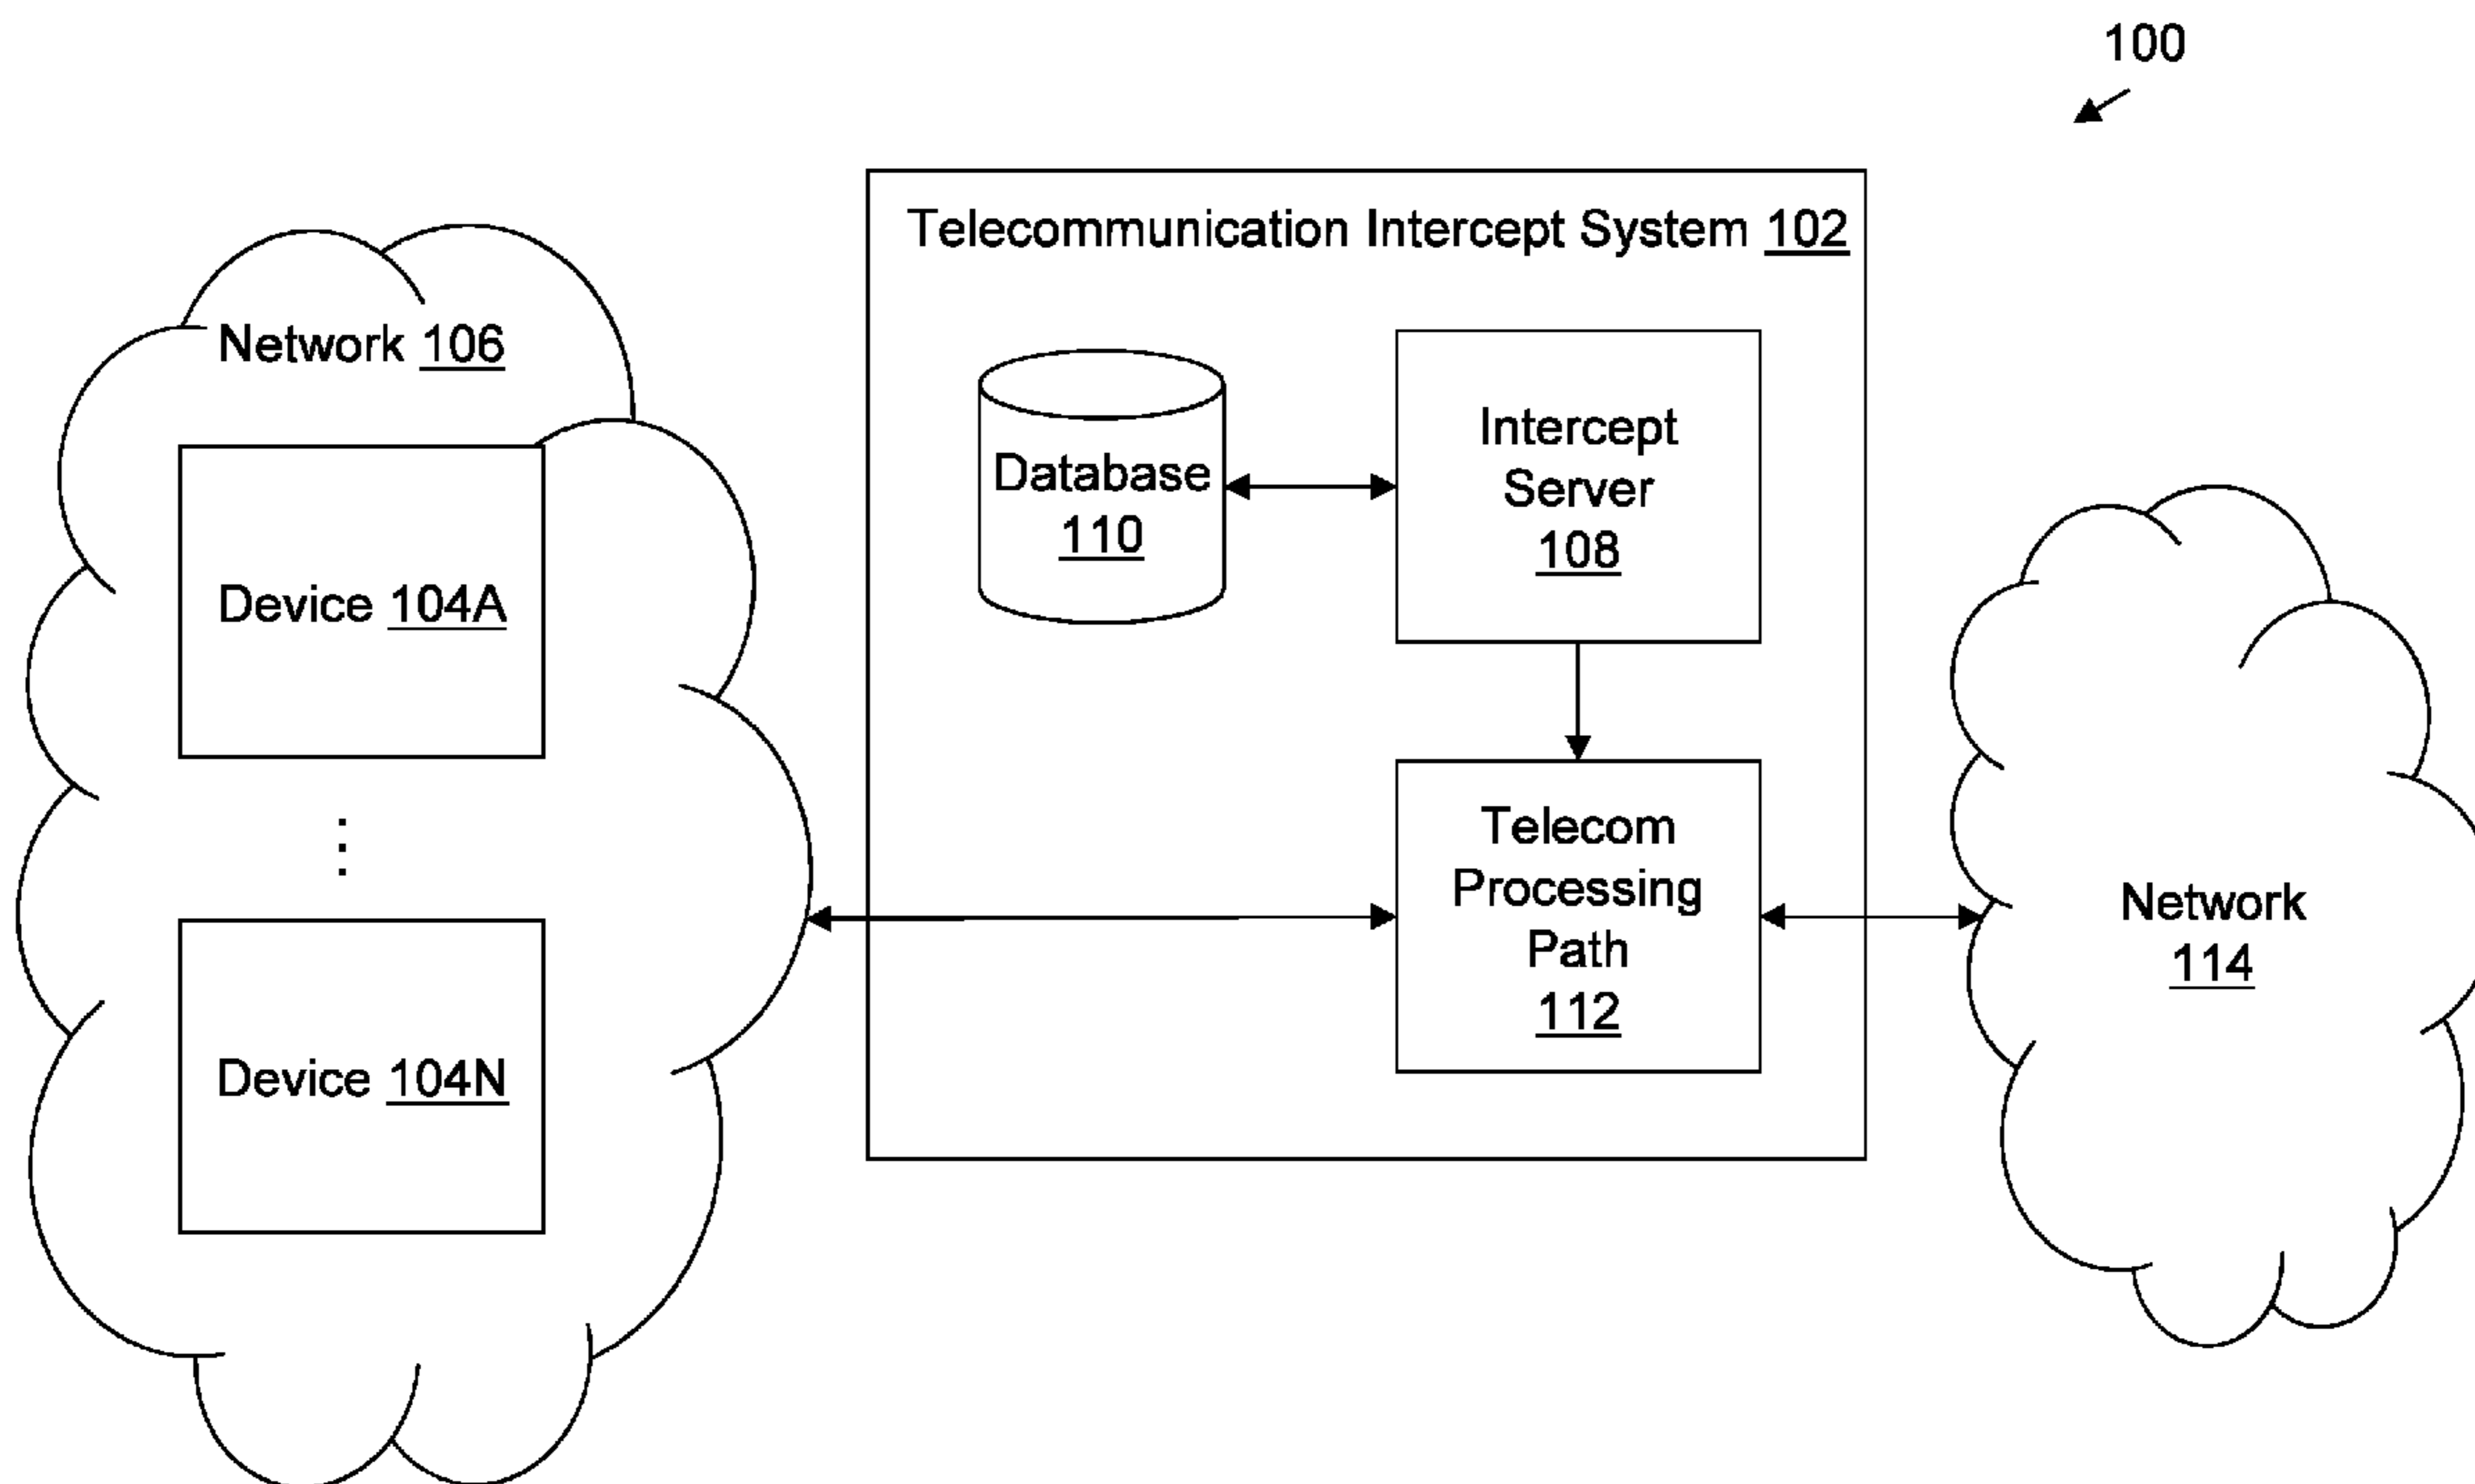 100
Telecommunication Intercept System 102
Network 106
Device 104A
Device 104N
Database
110
Intercept
Server
108
Telecom
Processing
Path
112
Network
114